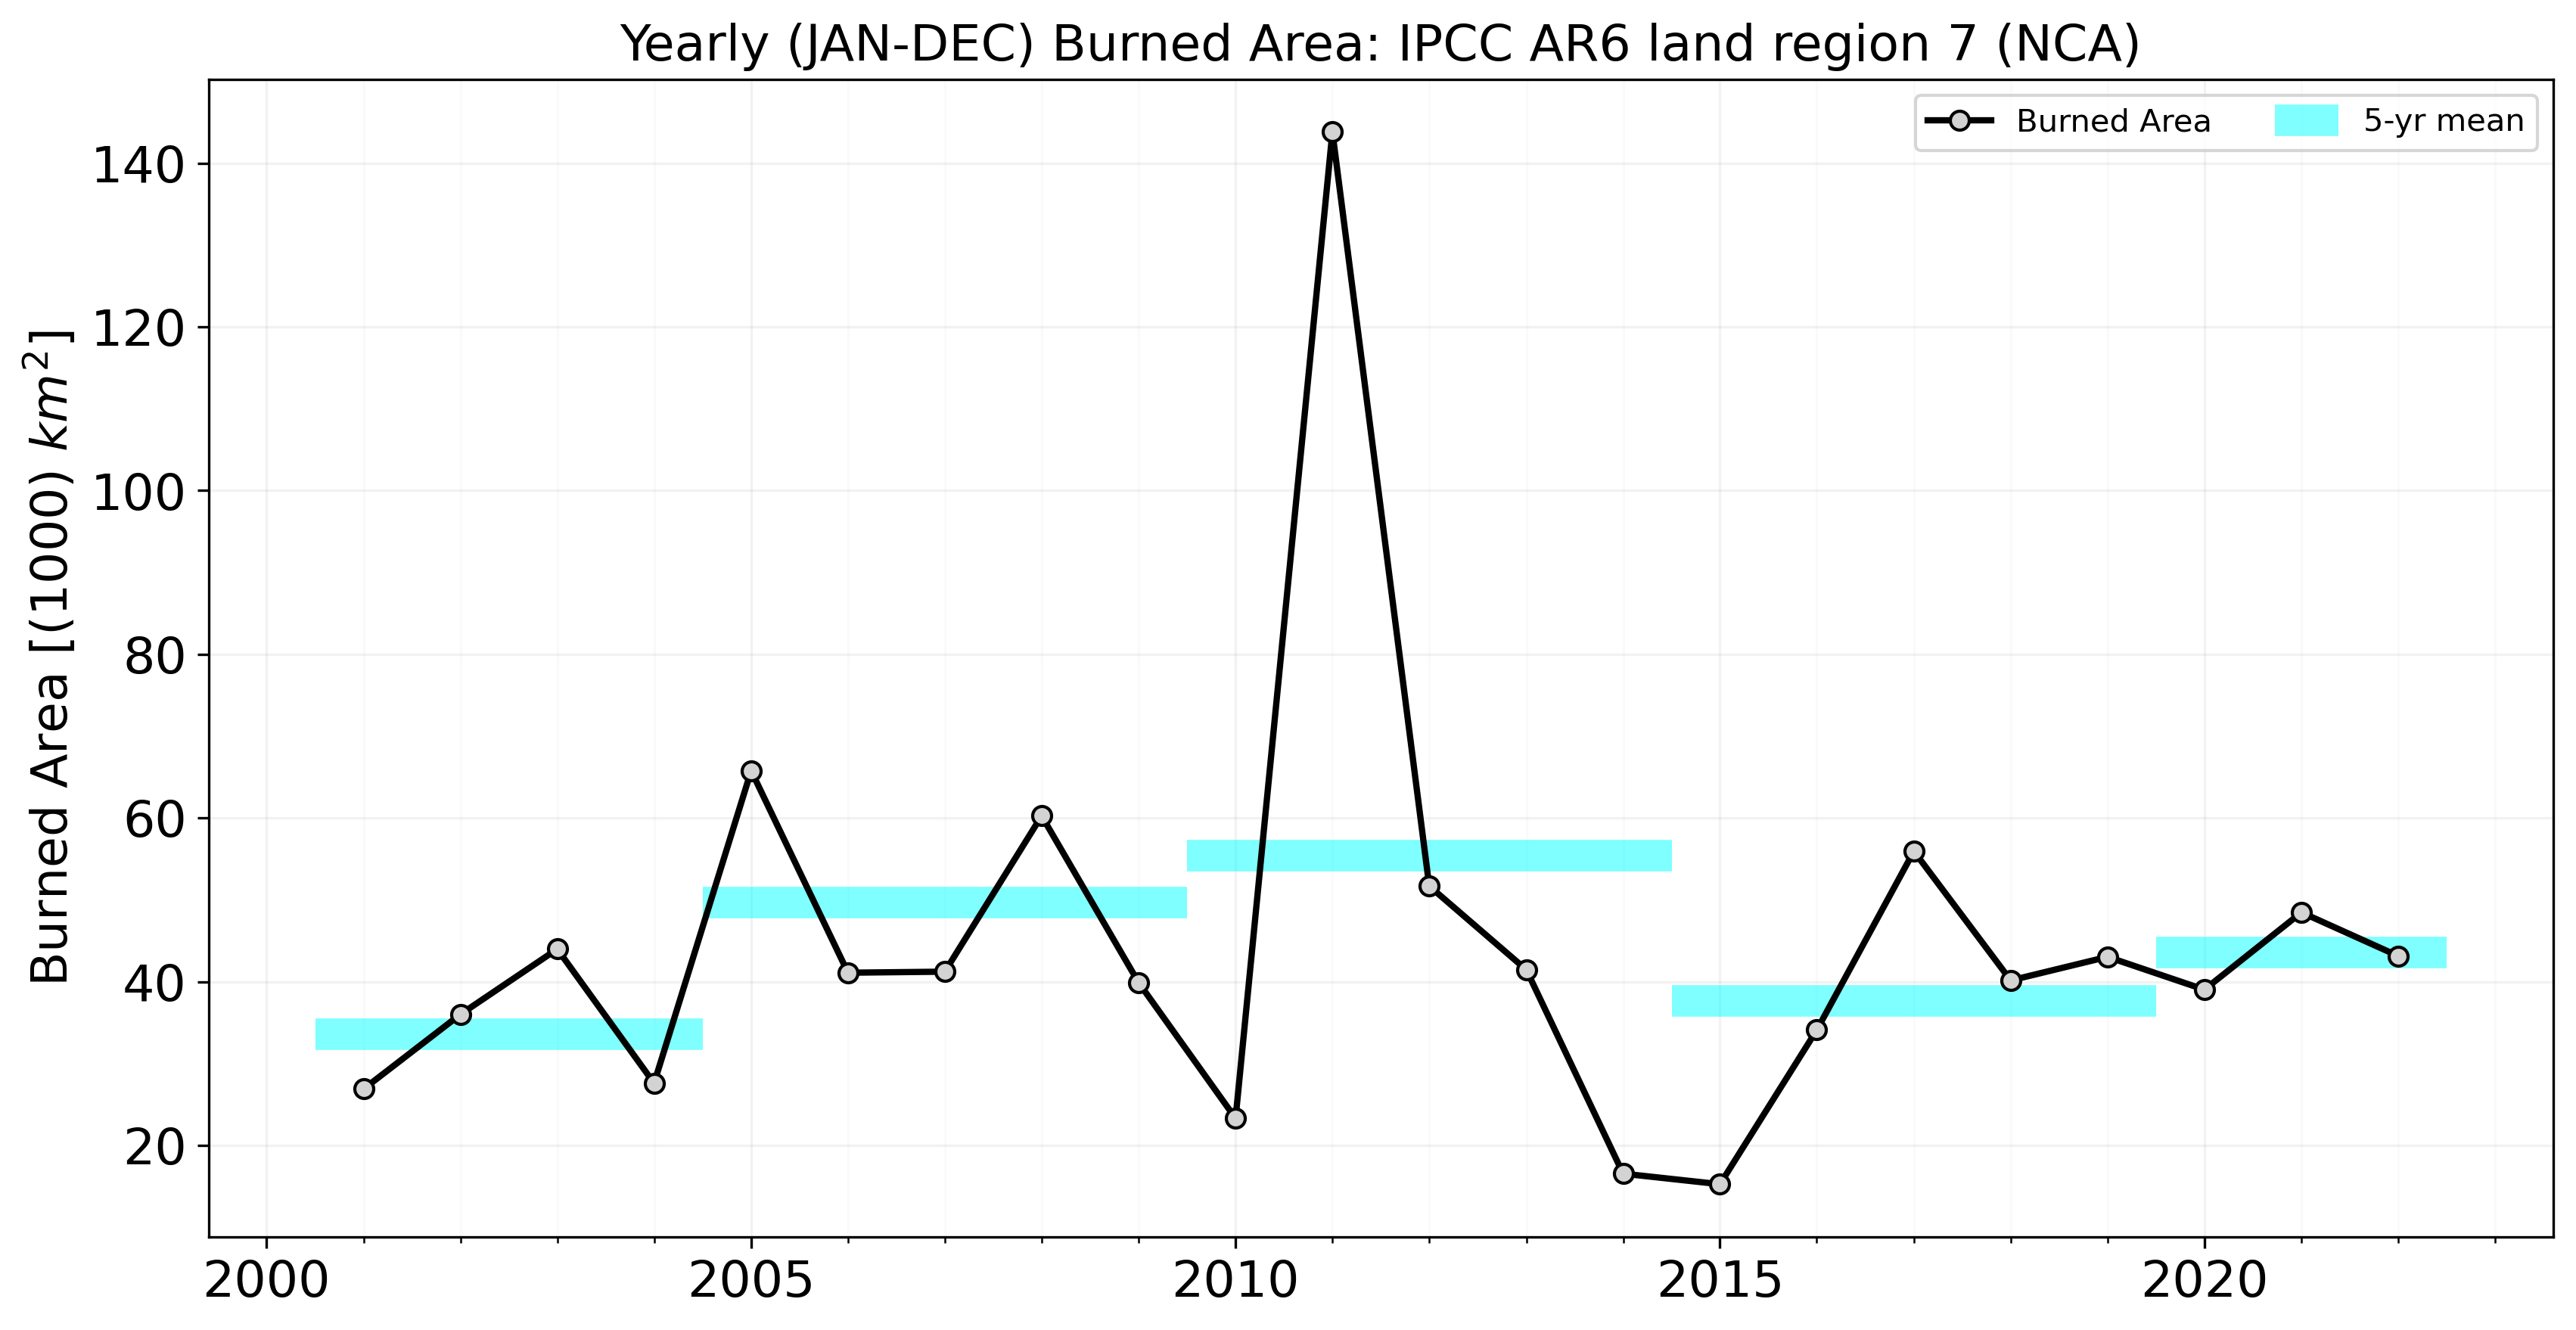 Yearly (JAN-DEC) Burned Area: IPCC AR6 land region 7 (NCA)
Burned Area 5-yr mean
Burned Area [(1000) km²]
140
120
100
80
60
40
20
2000 2005 2010 2015 2020